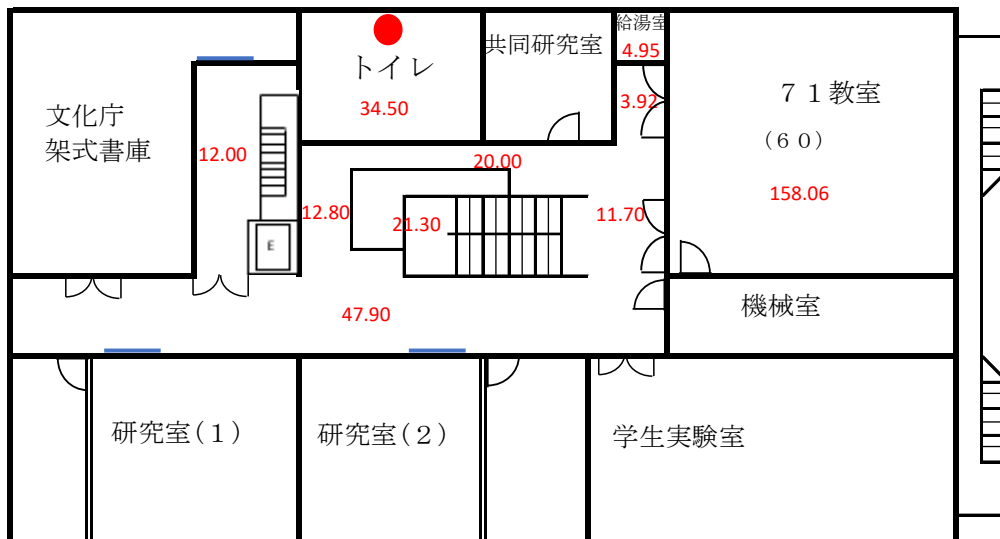 文化庁
架式書庫
12.00
E
トイレ
34.50
共同研究室
給湯室
4.95
3.92
７１教室
（６０）
158.06
20.00
12.80
21.30
11.70
47.90
機械室
研究室(１)
研究室(２)
学生実験室